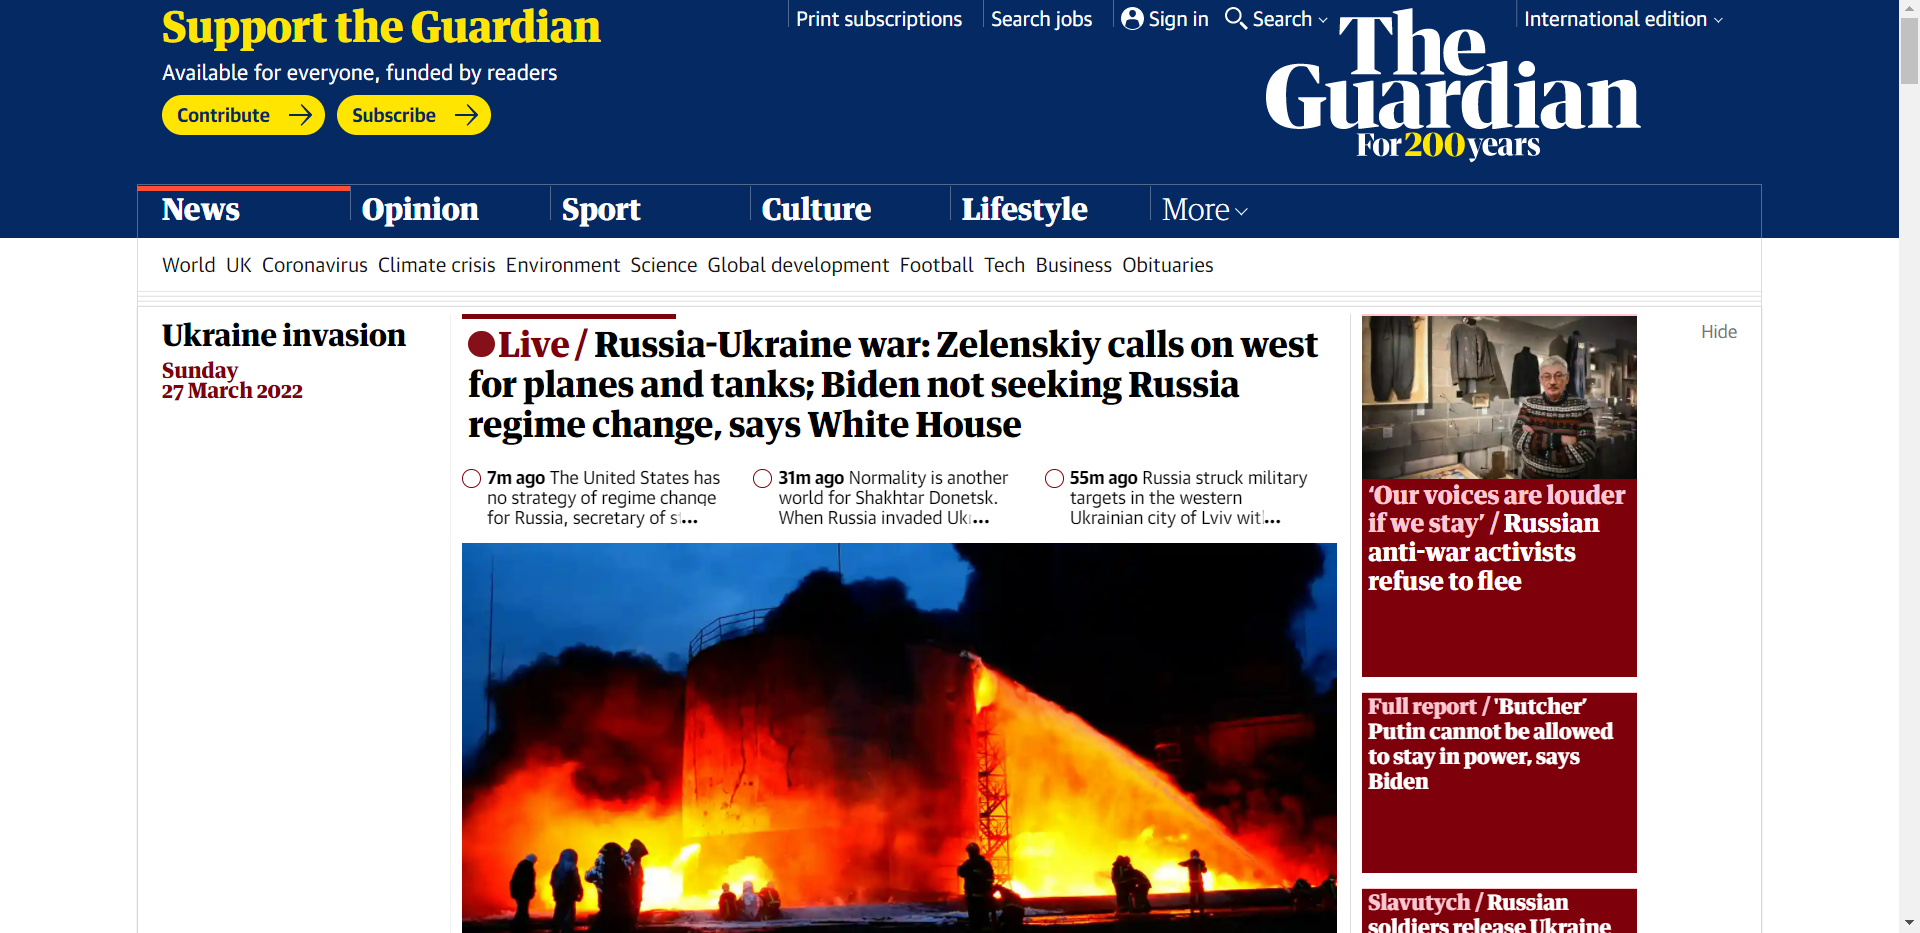 Support the Guardian
Available for everyone, funded by readers
Contribute
Subscribe
Print subscriptions
Search jobs
Sign in
Search
International edition
The
Guardian
For 200 years
News
Opinion
Sport
Culture
Lifestyle
More
World UK Coronavirus Climate crisis Environment Science Global development Football Tech Business Obituaries
Ukraine invasion
Sunday
27 March 2022
Live / Russia-Ukraine war: Zelenskiy calls on west
for planes and tanks; Biden not seeking Russia
regime change, says White House
7m ago The United States has
no strategy of regime change
for Russia, secretary of s...
31m ago Normality is another
world for Shakhtar Donetsk.
When Russia invaded Uk...
55m ago Russia struck military
targets in the western
Ukrainian city of Lviv wit...
Hide
‘Our voices are louder
if we stay’ / Russian
anti-war activists
refuse to flee
Full report / 'Butcher’
Putin cannot be allowed
to stay in power, says
Biden
Slavutych / Russian
soldiers release Ukraine